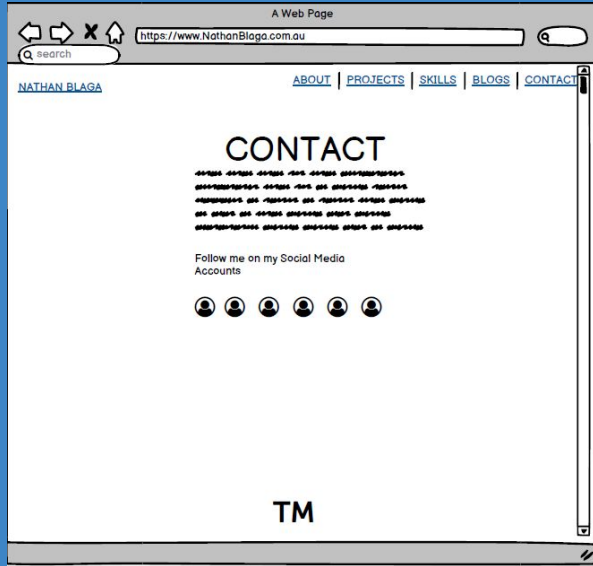 A Web Page
https://www.NathanBlaga.com.au
search
NATHAN BLAGA
ABOUT | PROJECTS | SKILLS | BLOGS | CONTACT
CONTACT
Follow me on my Social Media
Accounts
TM